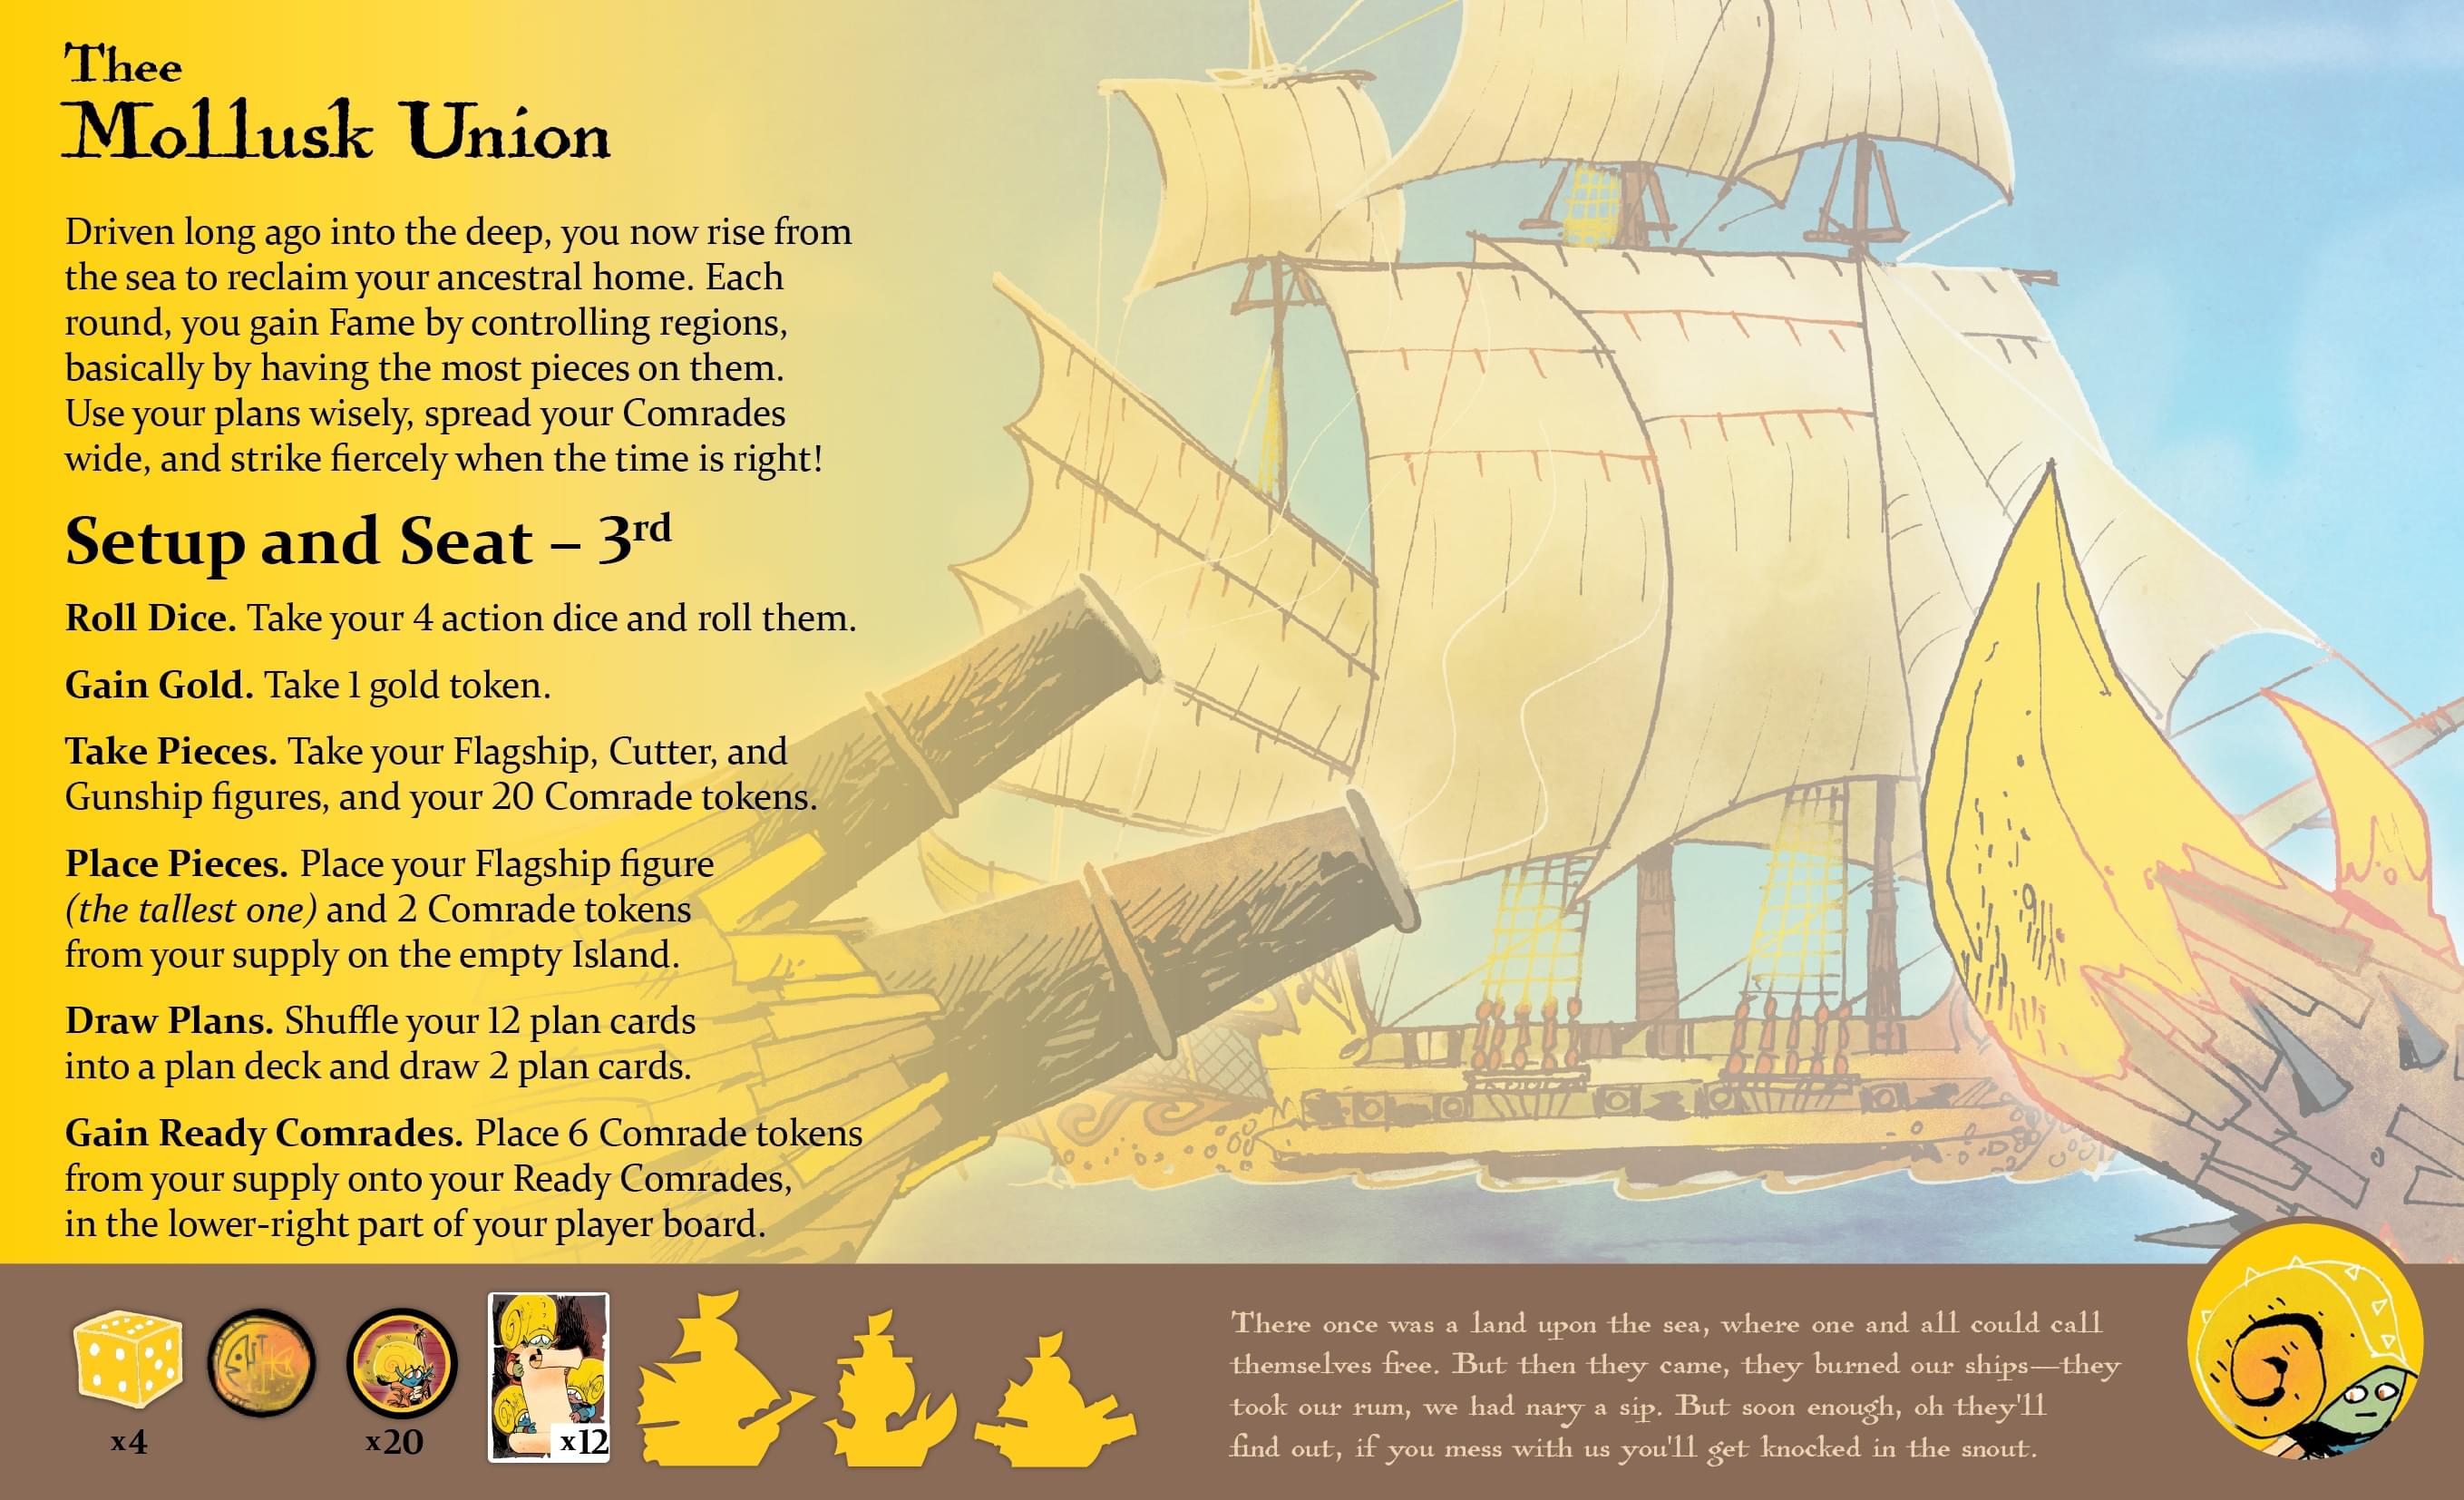 Thee
Mollusk Union
Driven long ago into the deep, you now rise from
the sea to reclaim your ancestral home. Each
round, you gain Fame by controlling regions,
basically by having the most pieces on them.
Use your plans wisely, spread your Comrades
wide, and strike fiercely when the time is right!
Setup and Seat – 3rd
Roll Dice. Take your 4 action dice and roll them.
Gain Gold. Take 1 gold token.
Take Pieces. Take your Flagship, Cutter, and
Gunship figures, and your 20 Comrade tokens.
Place Pieces. Place your Flagship figure
(the tallest one) and 2 Comrade tokens
from your supply on the empty Island.
Draw Plans. Shuffle your 12 plan cards
into a plan deck and draw 2 plan cards.
Gain Ready Comrades. Place 6 Comrade tokens
from your supply onto your Ready Comrades,
in the lower-right part of your player board.
x4
x20
x12
There once was a land upon the sea, where one and all could call
themselves free. But then they came, they burned our ships—they
took our rum, we had nary a sip. But soon enough, oh they'll
find out, if you mess with us you'll get knocked in the snout.